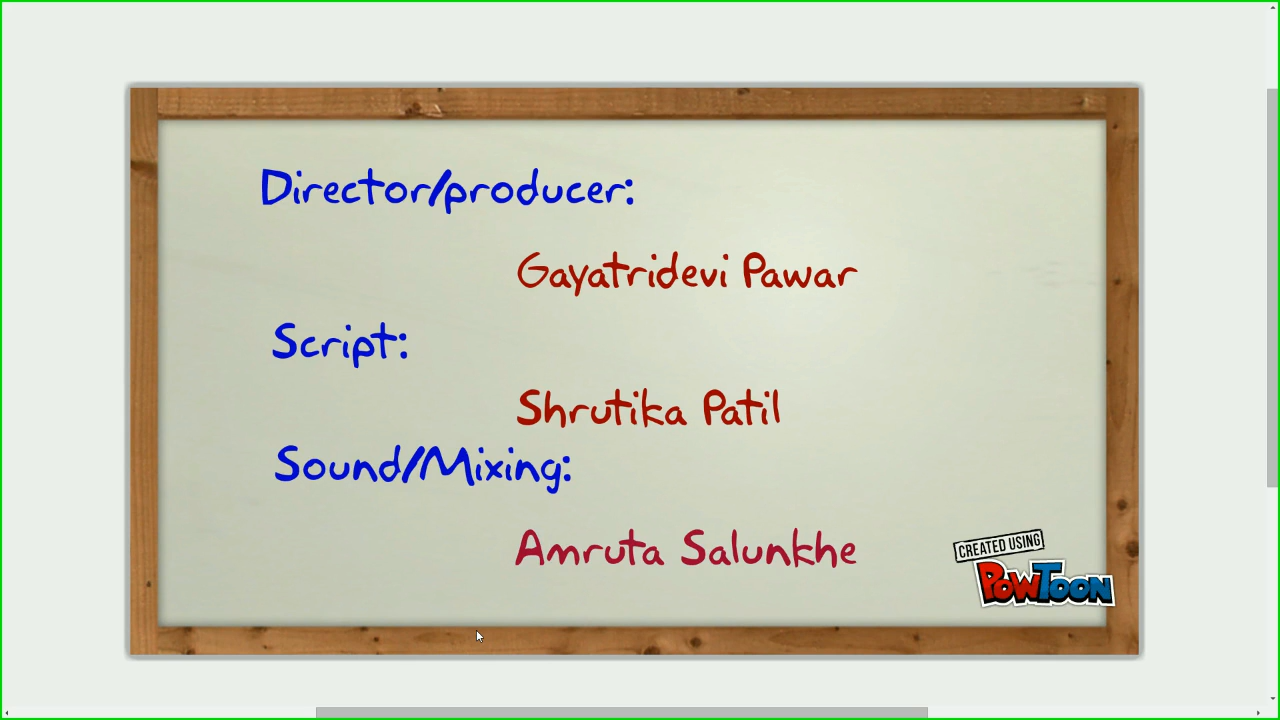 Director/producer:
Gayatridevi Pawar
Script:
Shrutika Patil
Sound/Mixing:
Amruta Salunkhe
CREATED USING
POWTOON